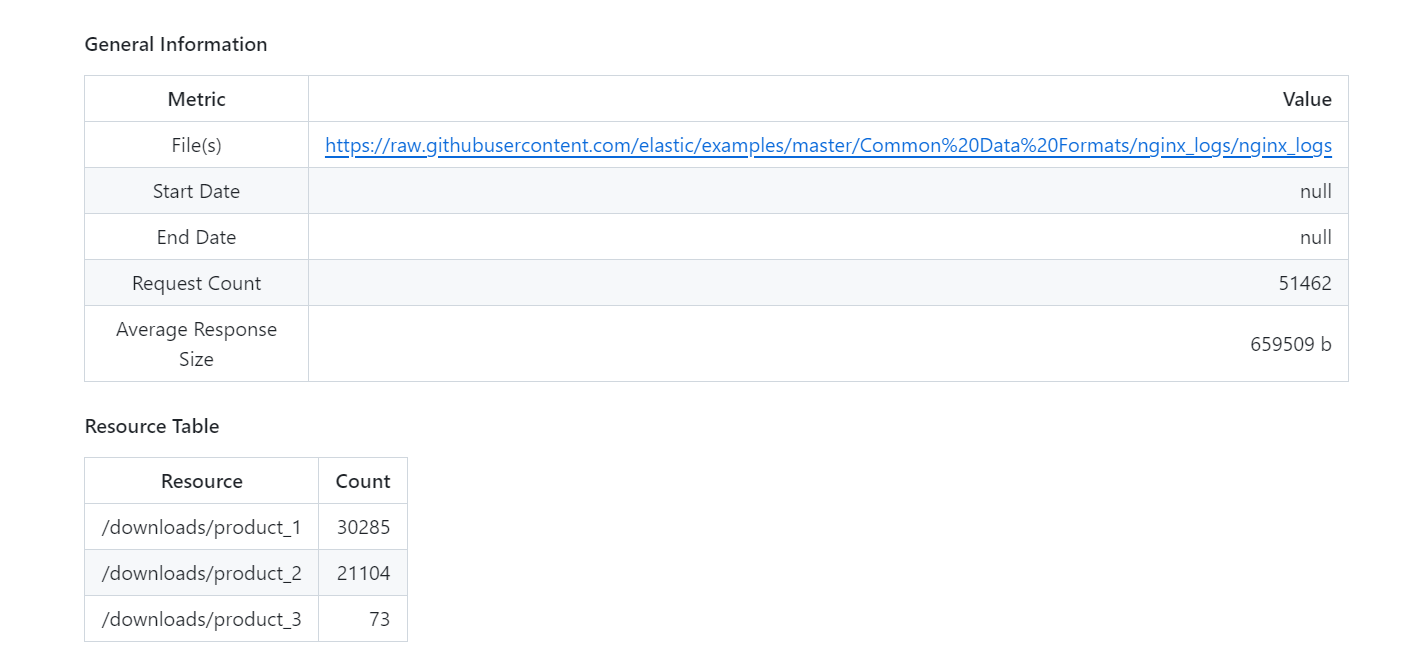 General Information
Metric Value
File(s) https://raw.githubusercontent.com/elastic/examples/master/Common%20Data%20Formats/nginx_logs/nginx_logs
Start Date null
End Date null
Request Count 51462
Average Response
Size 659509 b
Resource Table
Resource Count
/downloads/product_1 30285
/downloads/product_2 21104
/downloads/product_3 73